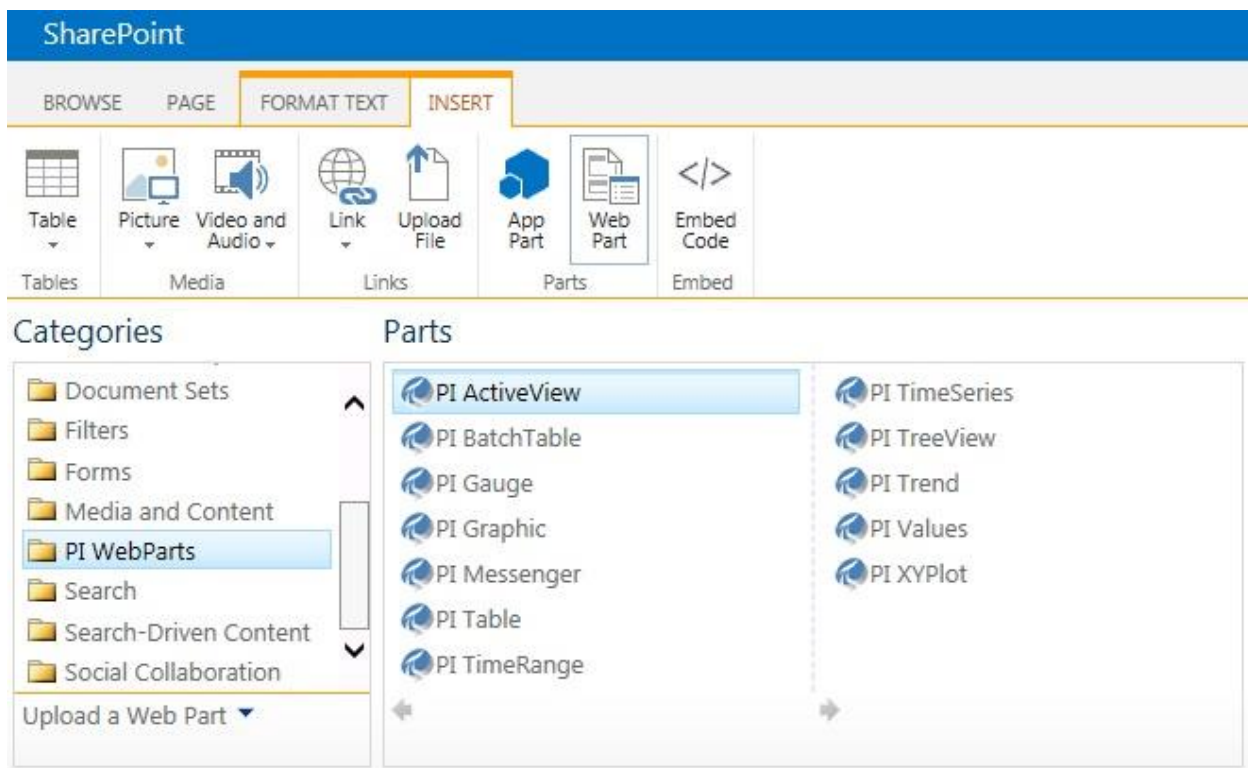 SharePoint
BROWSE PAGE FORMAT TEXT INSERT
Table
Picture
Video and
Audio
Link
Upload
File
App
Part
Web
Part
</>
Embed
Code
Tables
Media
Links
Parts
Embed
Categories
Document Sets
Filters
Forms
Media and Content
PI WebParts
Search
Search-Driven Content
Social Collaboration
Upload a Web Part
Parts
PI ActiveView
PI BatchTable
PI Gauge
PI Graphic
PI Messenger
PI Table
PI TimeRange
PI TimeSeries
PI TreeView
PI Trend
PI Values
PI XYPlot